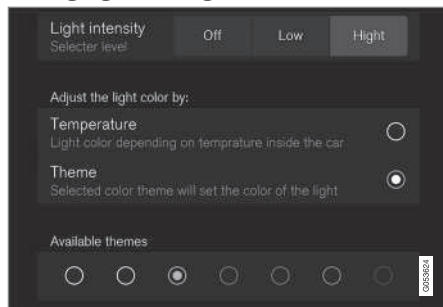 Light intensity
Selecter level
Off
Low
Hight
Adjust the light color by:
Temperature
Light color depending on temprature inside the car
Theme
Selected color theme will set the color of the light
Available themes
G053624